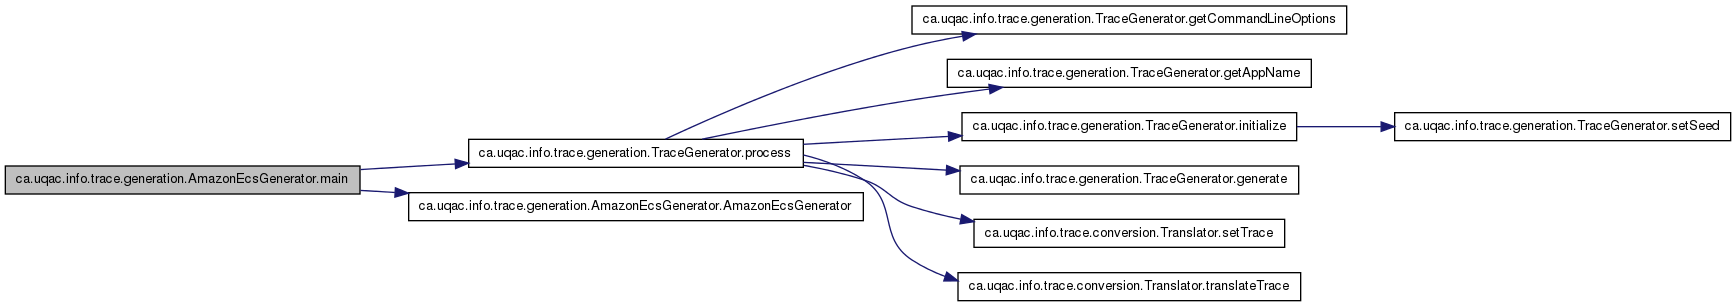 ca.uqac.info.trace.generation.TraceGenerator.getCommandLineOptions
ca.uqac.info.trace.generation.TraceGenerator.getAppName
ca.uqac.info.trace.generation.TraceGenerator.initialize
ca.uqac.info.trace.generation.TraceGenerator.setSeed
ca.uqac.info.trace.generation.TraceGenerator.process
ca.uqac.info.trace.generation.AmazonEcsGenerator.main
ca.uqac.info.trace.generation.TraceGenerator.generate
ca.uqac.info.trace.generation.AmazonEcsGenerator.AmazonEcsGenerator
ca.uqac.info.trace.conversion.Translator.setTrace
ca.uqac.info.trace.conversion.Translator.translateTrace